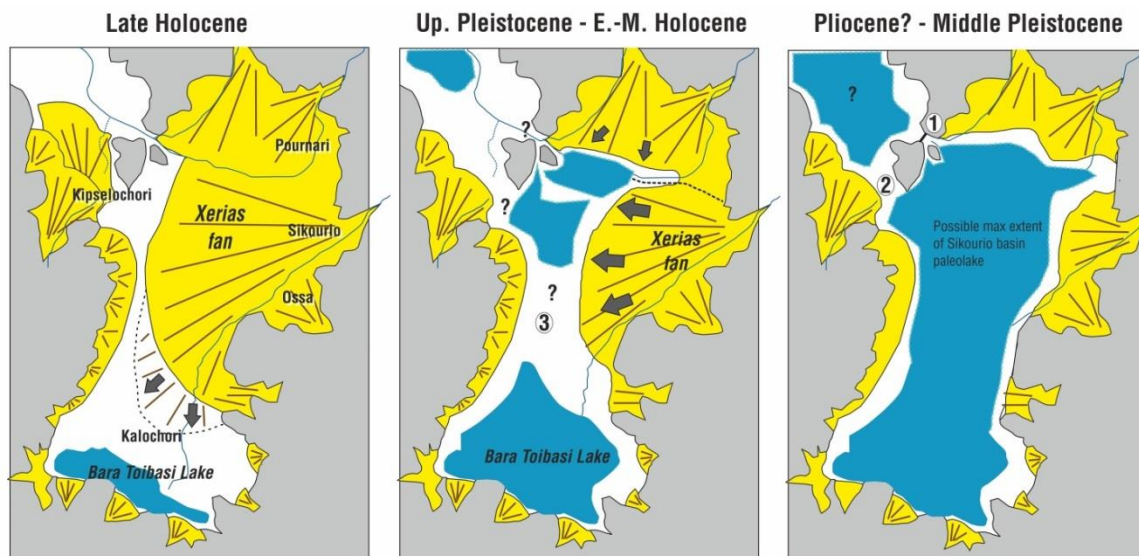 Late Holocene
Pournari
Kipselochori
Xerias
fan
Sikourio
Ossa
Kalochori
Bara Toibasi Lake
Up. Pleistocene - E.-M. Holocene
?
?
Xerias
fan
?
3
Bara Toibasi Lake
Pliocene? - Middle Pleistocene
?
1
2
Possible max extent
of Sikourio basin
paleolake